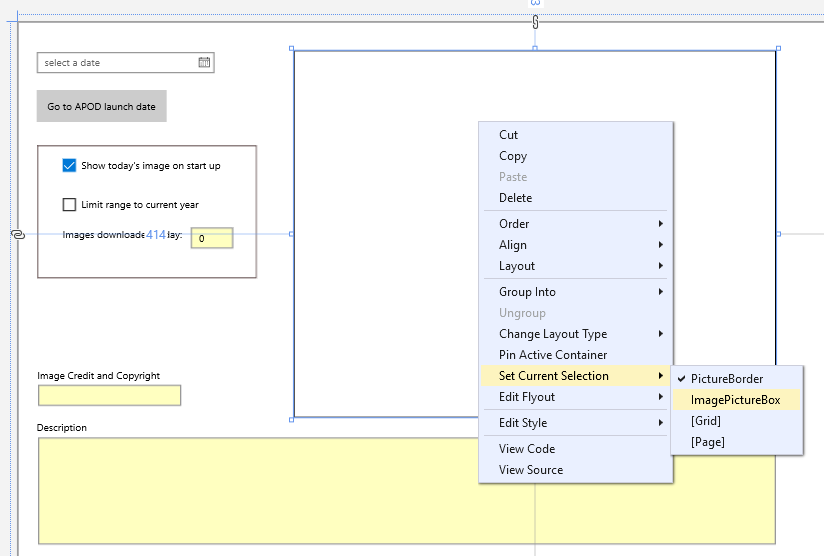 3
select a date
Go to APOD launch date
Show today's image on start up
Limit range to current year
Images downloade 414 day: 0
Image Credit and Copyright
Description
Cut
Copy
Paste
Delete
Order
Align
Layout
Group Into
Ungroup
Change Layout Type
Pin Active Container
Set Current Selection
Edit Flyout
Edit Style
View Code
View Source
PictureBorder
ImagePictureBox
[Grid]
[Page]